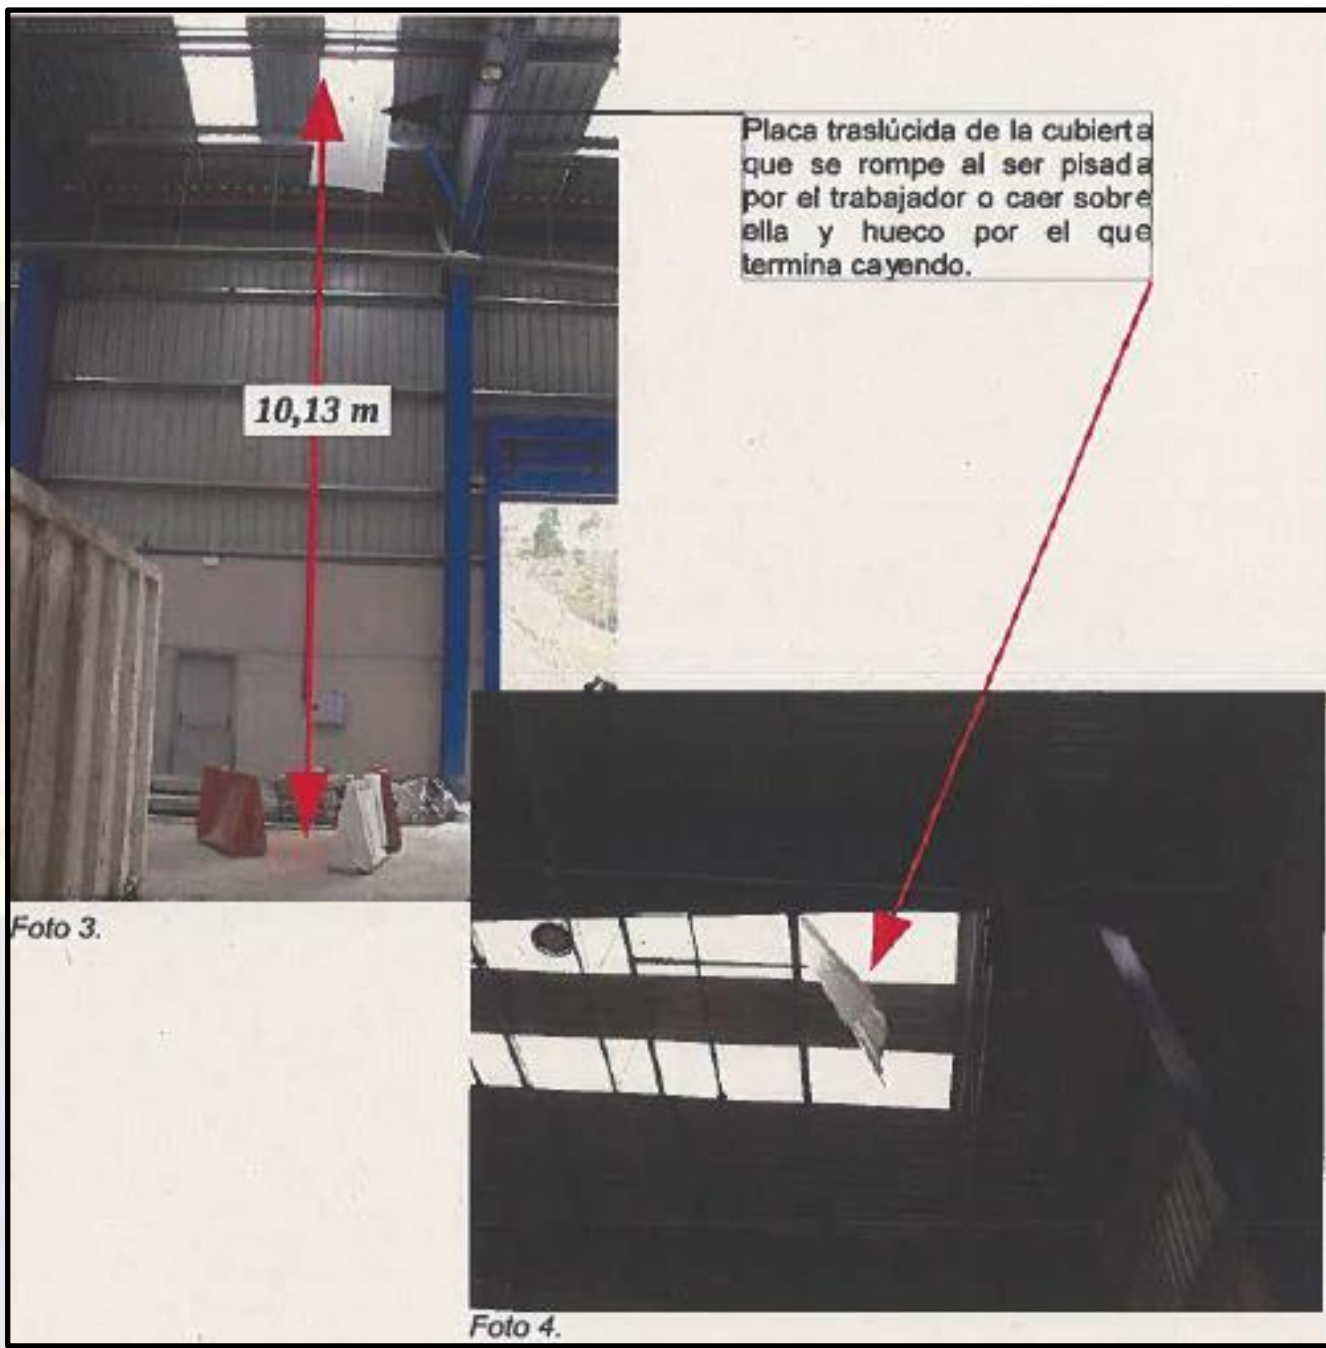 Placa traslúcida de la cubierta
que se rompe al ser pisada
por el trabajador o caer sobre
ella y hueco por el que
termina cayendo.
10,13 m
Foto 3.
Foto 4.